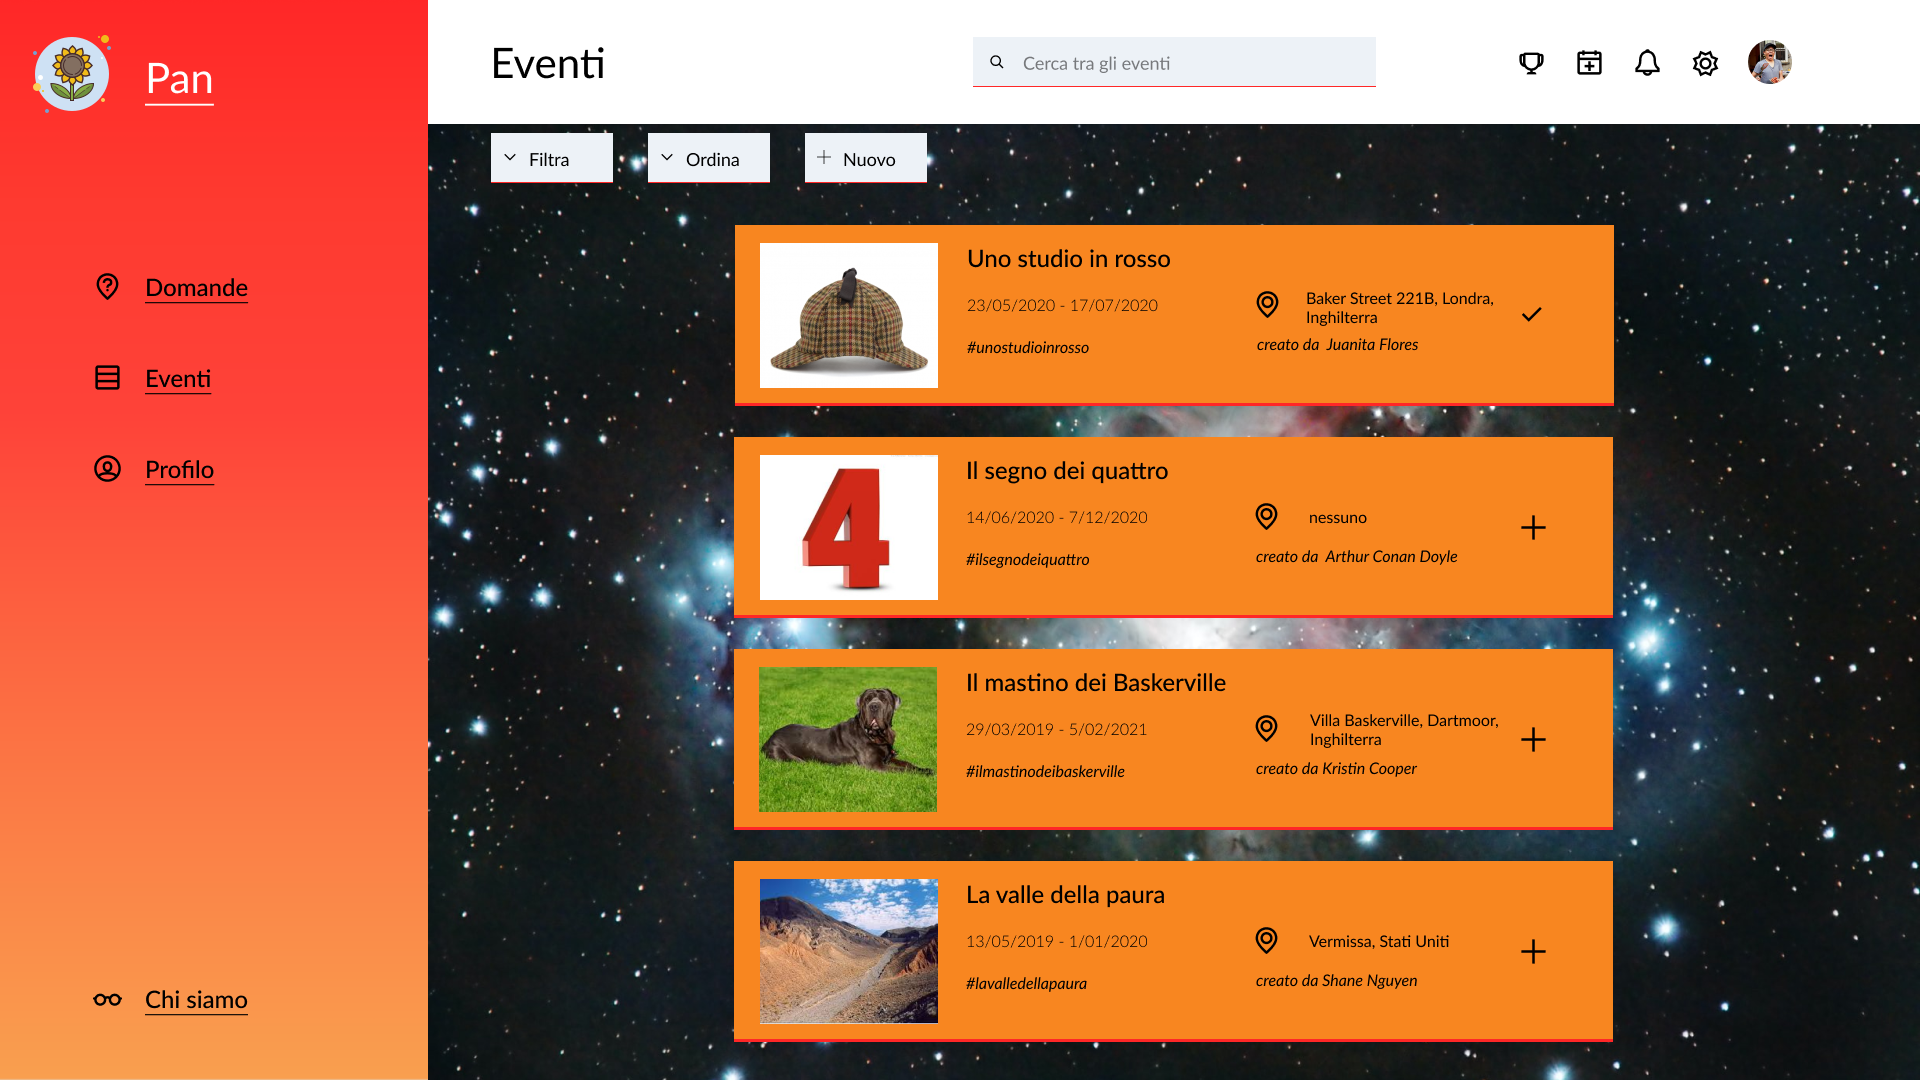 Pan
Domande
Eventi
Profilo
Chi siamo
Eventi
Cerca tra gli eventi
Filtra
Ordina
Nuovo
Uno studio in rosso
23/05/2020 - 17/07/2020
#unostudioinrosso
Baker Street 221B, Londra,
Inghilterra
creato da Juanita Flores
Il segno dei quattro
14/06/2020 - 7/12/2020
#ilsegnodeiquattro
nessuno
creato da Arthur Conan Doyle
4
Il mastino dei Baskerville
29/03/2019 - 5/02/2021
#ilmastinodeibaskerville
Villa Baskerville, Dartmoor,
Inghilterra
creato da Kristin Cooper
La valle della paura
13/05/2019 - 1/01/2020
#lavalledellapaura
Vermissa, Stati Uniti
creato da Shane Nguyen